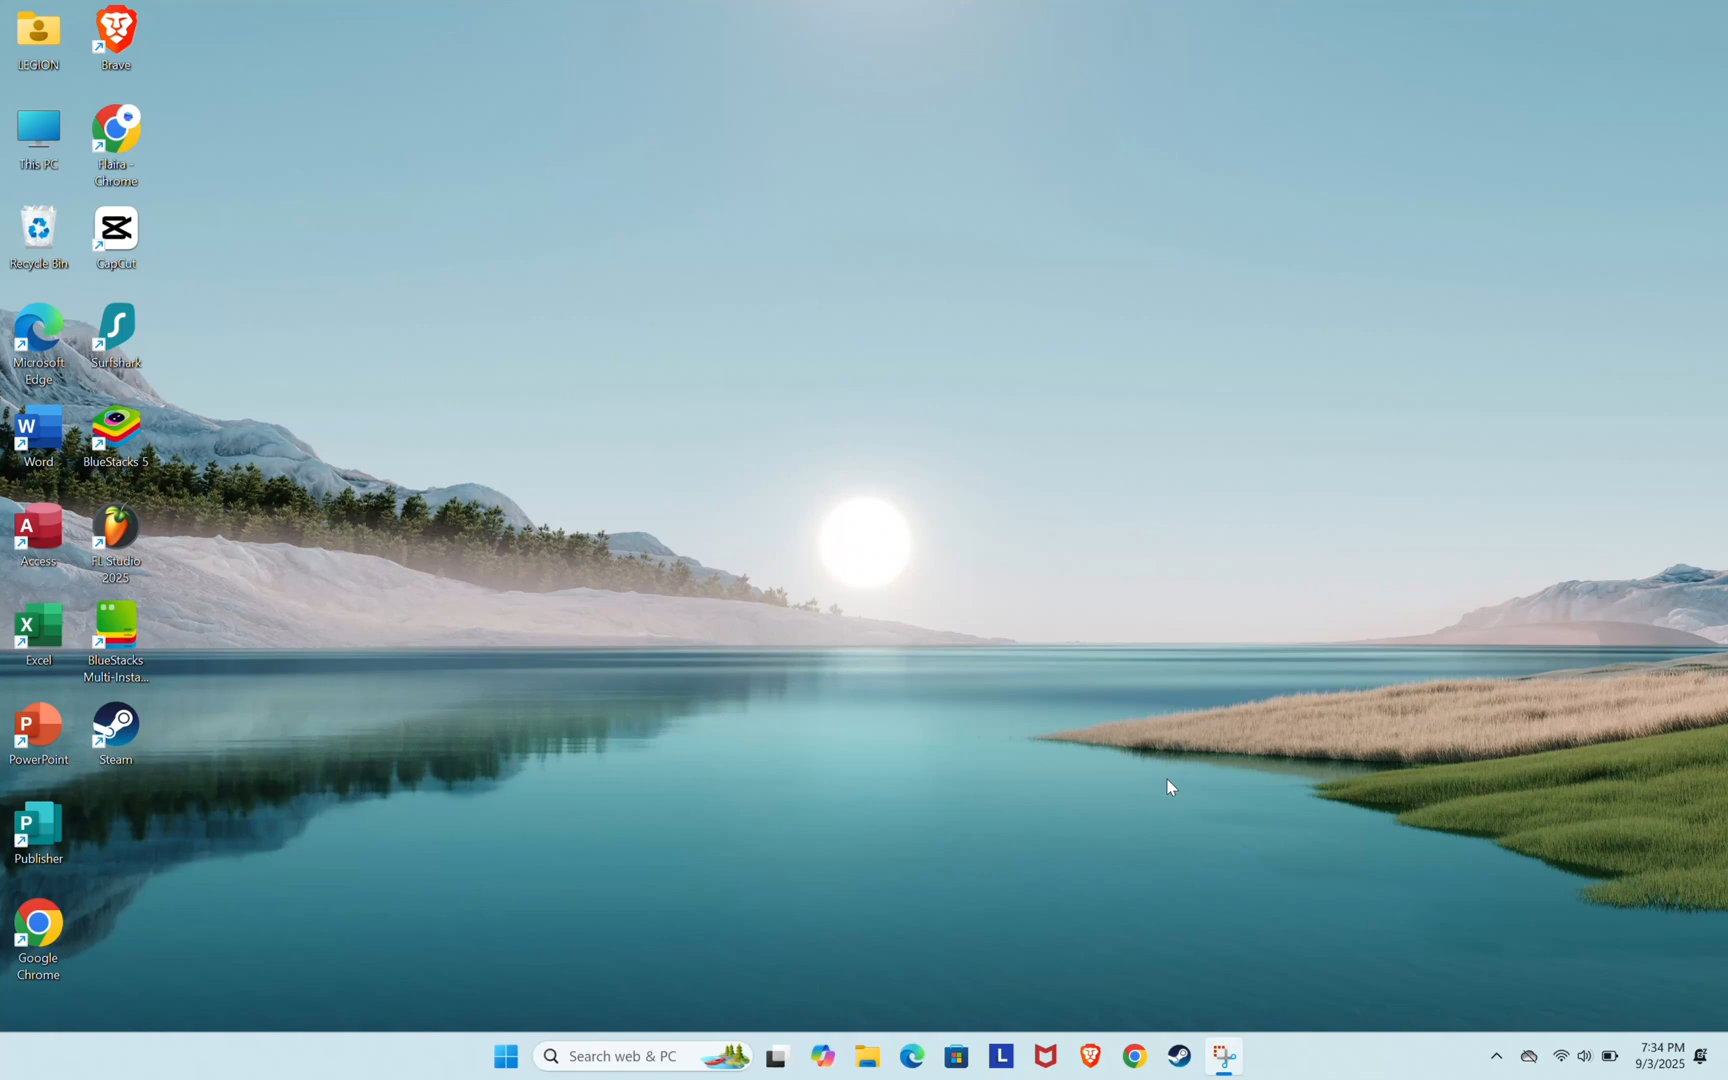 LEGION
Brave
This PC
Flaira -
Chrome
Recycle Bin
CapCut
Microsoft
Edge
Surfshark
W
Word
BlueStacks 5
A
Access
FL Studio
2025
X
Excel
BlueStacks
Multi-Insta...
P
PowerPoint
Steam
P
Publisher
Google
Chrome
Search web & PC
L
7:34 PM
9/3/2025